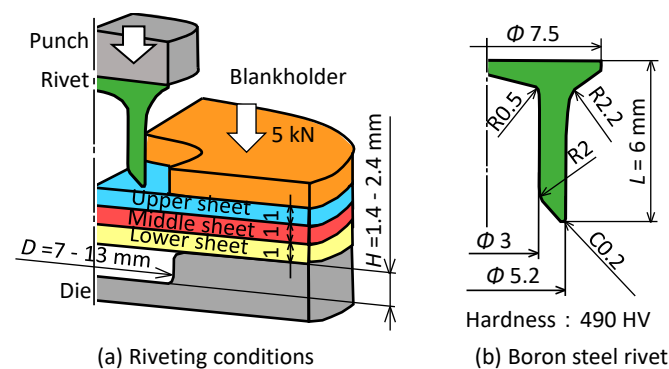 Punch
Rivet
Blankholder
5 kN
Upper sheet
Middle sheet
Lower sheet
1
1
1
D =7 - 13 mm
H =1.4 - 2.4 mm
Die
(a) Riveting conditions
Φ 7.5
R0.5
R2.2
R2
L = 6 mm
Φ 3
C0.2
Φ 5.2
Hardness : 490 HV
(b) Boron steel rivet